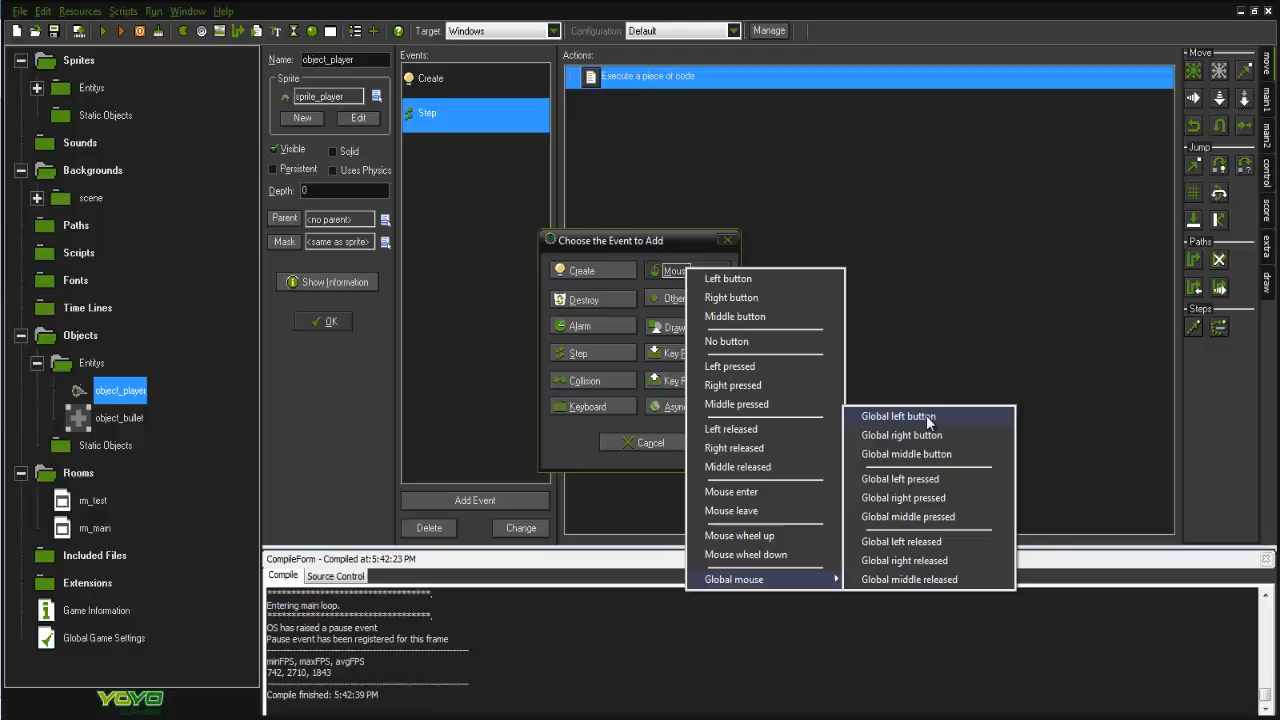 File Edit Resources Scripts Run Window Help
Target: Windows Configuration: Default Manage
Sprites
Entitys
Static Objects
Sounds
Backgrounds
scene
Paths
Scripts
Fonts
Time Lines
Objects
Entitys
object_player
object_bullet
Static Objects
Rooms
rm_test
rm_main
Included Files
Extensions
Game Information
Global Game Settings
YOYO
GAMES
Name: object_player
Sprite
sprite_player
New Edit
Visible Solid
Persistent Uses Physics
Depth: 0
Parent <no parent>
Mask <same as sprite>
Show Information
OK
Events:
Create
Step
Add Event
Delete Change
Actions:
Execute a piece of code
Choose the Event to Add
Create Mous
Destroy Othe
Alarm Draw
Step Key F
Collision Key F
Keyboard Asyn
Cancel
Left button
Right button
Middle button
No button
Left pressed
Right pressed
Middle pressed
Left released
Right released
Middle released
Mouse enter
Mouse leave
Mouse wheel up
Mouse wheel down
Global mouse
Global left button
Global right button
Global middle button
Global left pressed
Global right pressed
Global middle pressed
Global left released
Global right released
Global middle released
Move
Jump
Paths
Steps
move
main1
main2
control
score
extra
draw
CompileForm - Compiled at:5:42:23 PM
Compile Source Control
****************************************.
Entering main loop.
****************************************.
OS has raised a pause event
Pause event has been registered for this frame
--------------------------------------------------
minFPS, maxFPS, avgFPS
742, 2710, 1843
--------------------------------------------------
Compile finished: 5:42:39 PM